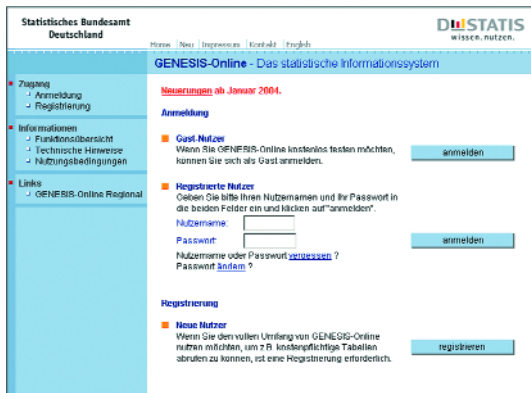 Statistisches Bundesamt
Deutschland
DESTATIS
wissen.nutzen.
Home | Neu | Impressum | Kontakt | English
GENESIS-Online - Das statistische Informationssystem
Zugang
Anmeldung
Registrierung
Informationen
Funktionsübersicht
Technische Hinweise
Nutzungsbedingungen
Links
GENESIS-Online Regional
Neuerungen ab Januar 2004.
Anmeldung
Gast-Nutzer
Wenn Sie GENESIS-Online kostenlos testen möchten,
können Sie sich als Gast anmelden.
anmelden
Registrierte Nutzer
Geben Sie bitte Ihren Nutzernamen und Ihr Passwort in
die beiden Felder ein und klicken auf "anmelden".
Nutzername:
Passwort:
anmelden
Nutzername oder Passwort vergessen ?
Passwort ändern ?
Registrierung
Neue Nutzer
Wenn Sie den vollen Umfang von GENESIS-Online
nutzen möchten, um z.B. kostenpflichtige Tabellen
abrufen zu können, ist eine Registrierung erforderlich.
registrieren